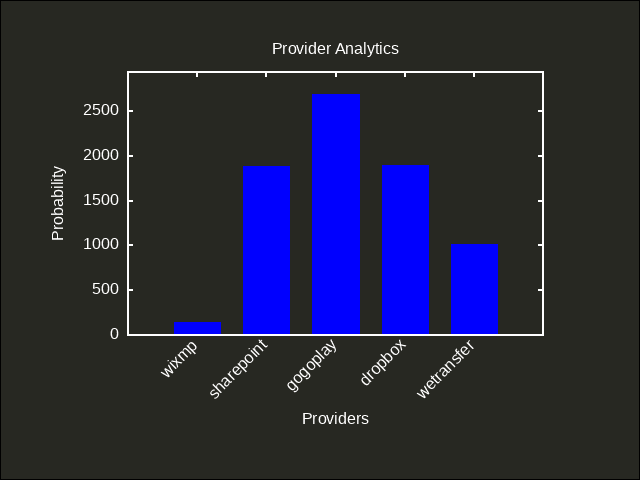 Provider Analytics
2500
2000
1500
1000
500
0
Probability
wixmp
sharepoint
gogoplay
dropbox
wetransfer
Providers